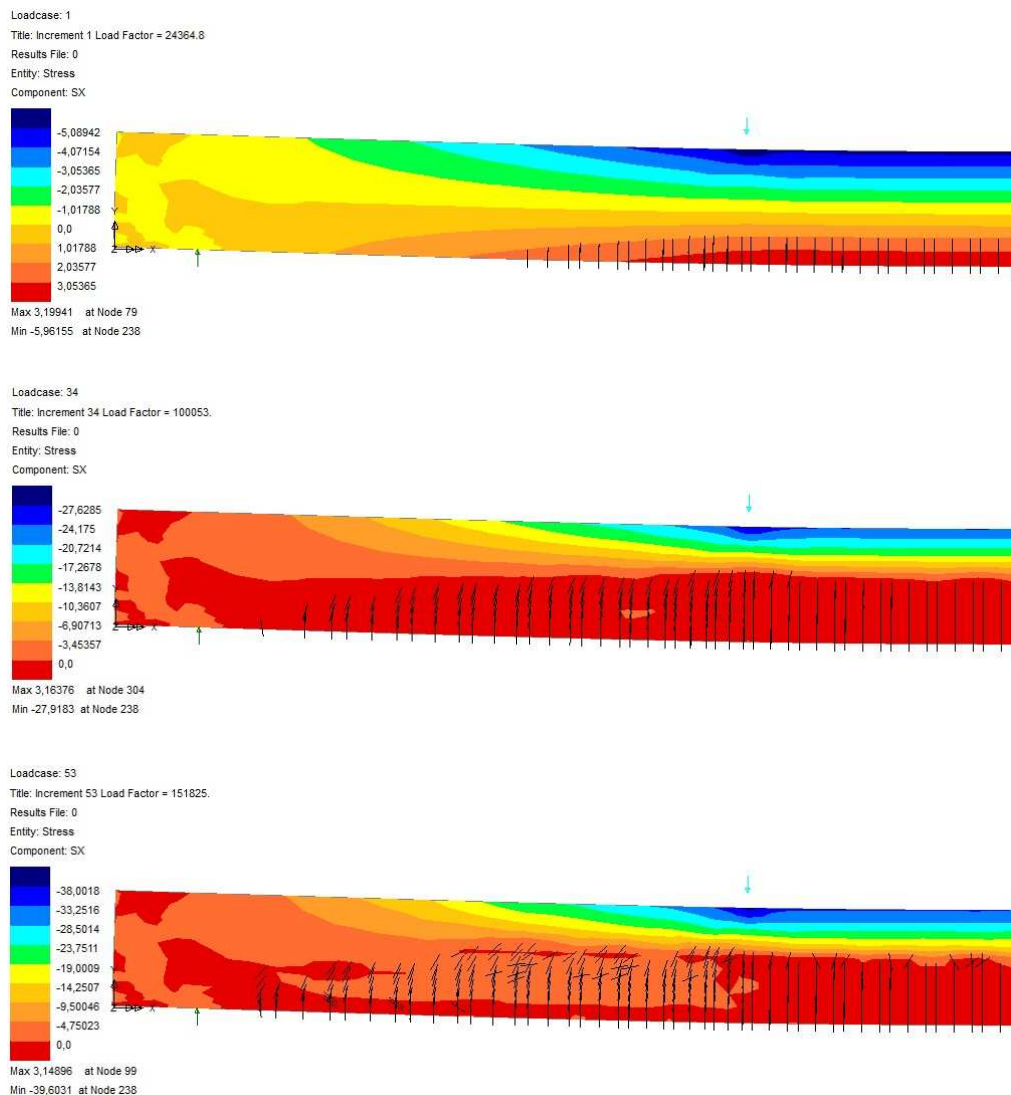 Loadcase: 1
Title: Increment 1 Load Factor = 24364.8
Results File: 0
Entity: Stress
Component: SX
-5,08942
-4,07154
-3,05365
-2,03577
-1,01788
0,0
1,01788
2,03577
3,05365
Y
Z X
Max 3,19941 at Node 79
Min -5,96155 at Node 238
Loadcase: 34
Title: Increment 34 Load Factor = 100053.
Results File: 0
Entity: Stress
Component: SX
-27,6285
-24,175
-20,7214
-17,2678
-13,8143
-10,3607
-6,90713
-3,45357
0,0
Y
Z X
Max 3,16376 at Node 304
Min -27,9183 at Node 238
Loadcase: 53
Title: Increment 53 Load Factor = 151825.
Results File: 0
Entity: Stress
Component: SX
-38,0018
-33,2516
-28,5014
-23,7511
-19,0009
-14,2507
-9,50046
-4,75023
0,0
Y
Z X
Max 3,14896 at Node 99
Min -39,6031 at Node 238